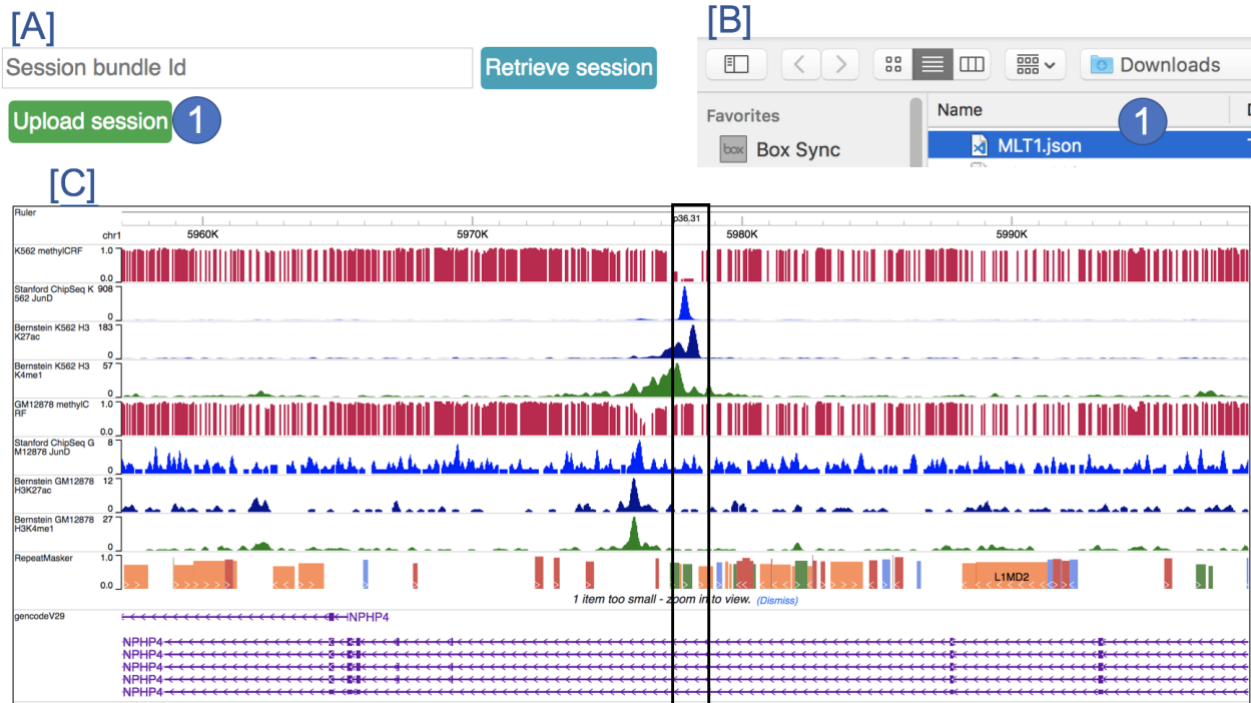 [A]
Session bundle Id
Retrieve session
Upload session 1
[B]
Downloads
Favorites
Name
1
Box Sync
box
MLT1.json
[C]
Ruler
p36.31
chr1 5960K 5970K 5980K 5990K
K562 methylCRF 1.0
0.0
Stanford ChipSeq K 908
562 JunD
0
Bernstein K562 H3 183
K27ac
0
Bernstein K562 H3 57
K4me1
0
GM12878 methylC 1.0
RF
0.0
Stanford ChipSeq G 8
M12878 JunD
0
Bernstein GM12878 12
H3K27ac
0
Bernstein GM12878 27
H3K4me1
0
RepeatMasker 1.0
0.0
L1MD2
1 item too small - zoom in to view. (Dismiss)
gencodeV29
NPHP4
NPHP4
NPHP4
NPHP4
NPHP4
NPHP4